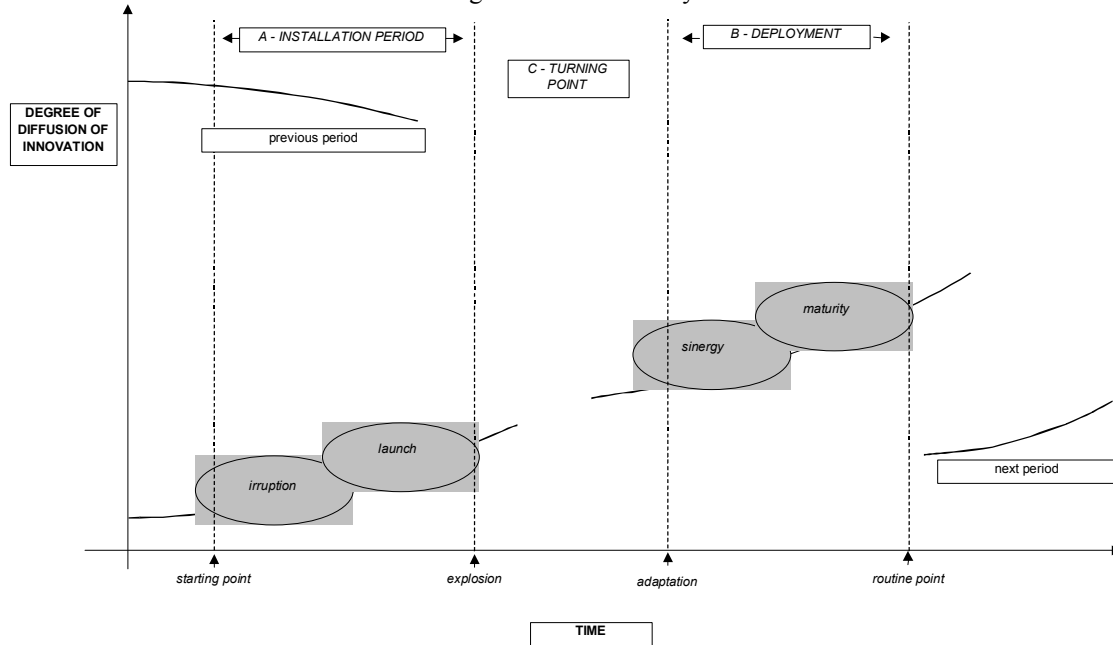 A - INSTALLATION PERIOD
B - DEPLOYMENT
C - TURNING
POINT
DEGREE OF
DIFFUSION OF
INNOVATION
previous period
maturity
sinergy
launch
irruption
next period
starting point
explosion
adaptation
routine point
TIME